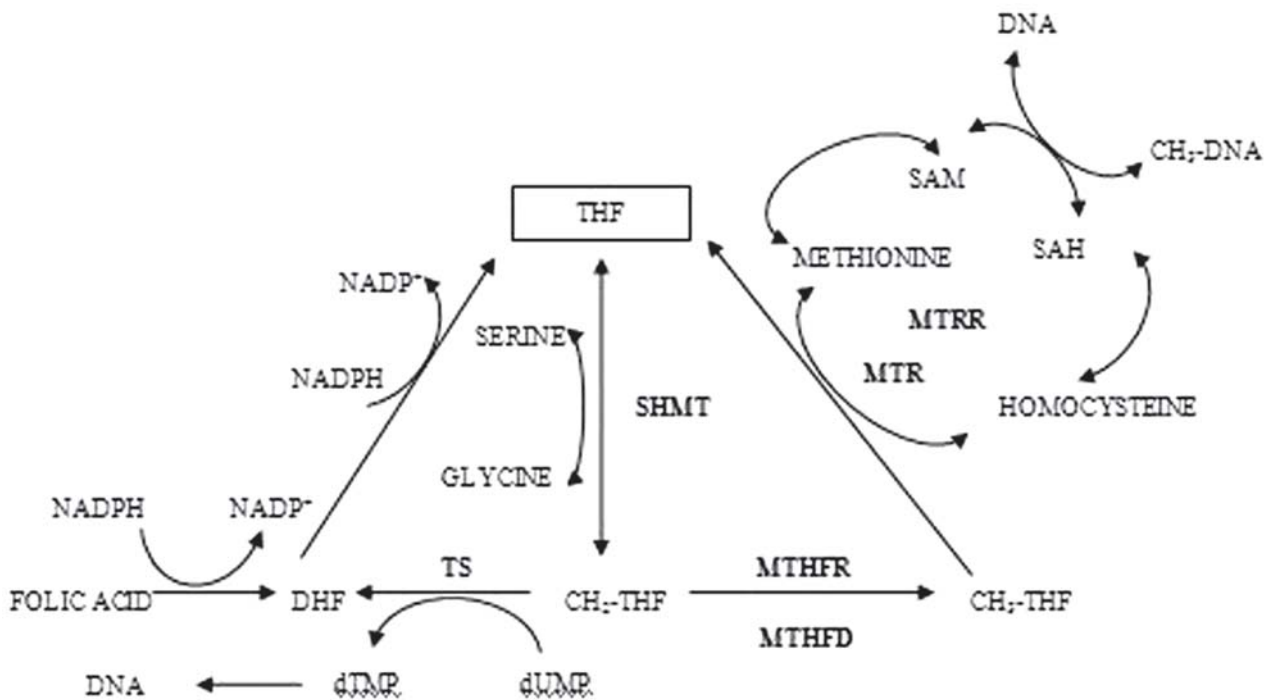 DNA
CH₃-DNA
SAM
THF
SAH
METHIONINE
NADP⁺
MTRR
SERINE
MTR
NADPH
SHMT
HOMOCYSTEINE
GLYCINE
NADPH
NADP⁺
TS
MTHFR
FOLIC ACID
DHF
CH₂-THF
CH₃-THF
MTHFD
DNA
dTMP
dUMP